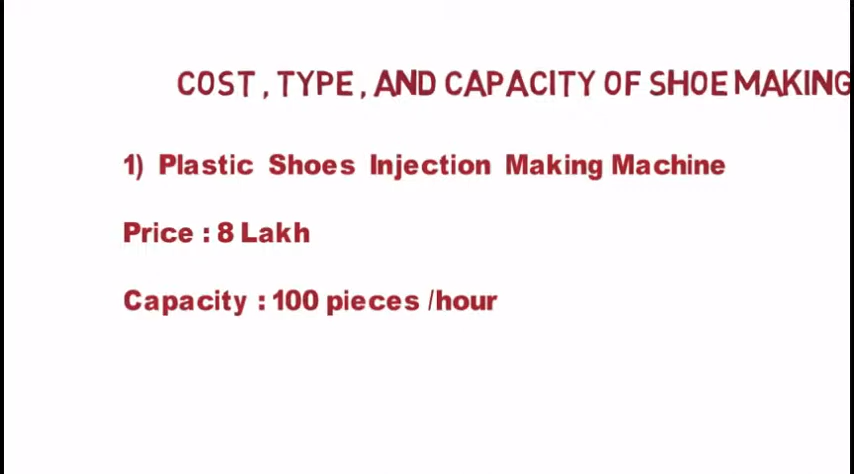 COST, TYPE, AND CAPACITY OF SHOE MAKING
1) Plastic Shoes Injection Making Machine
Price : 8 Lakh
Capacity : 100 pieces /hour